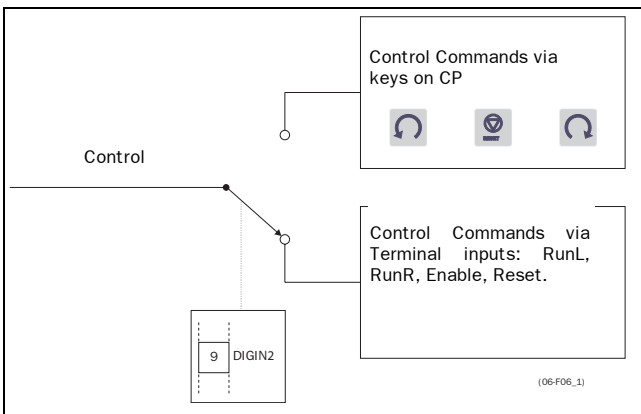 Control Commands via
keys on CP
Control
Control Commands via
Terminal inputs: RunL,
RunR, Enable, Reset.
9 DIGIN2
(06-F06_1)